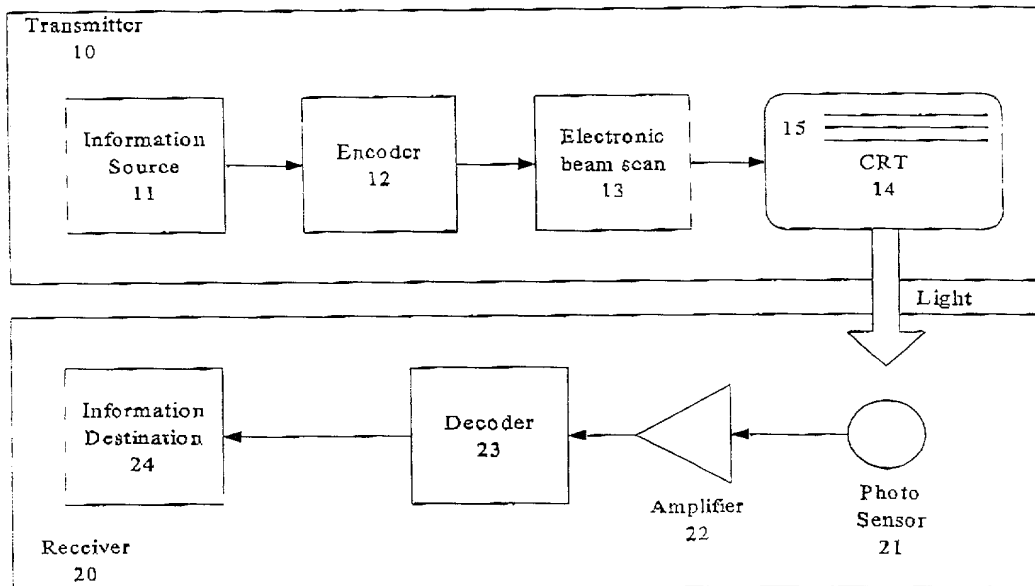 Transmitter
10
Information
Source
11
Encoder
12
Electronic
beam scan
13
15
CRT
14
Light
Information
Destination
24
Decoder
23
Amplifier
22
Photo
Sensor
21
Receiver
20